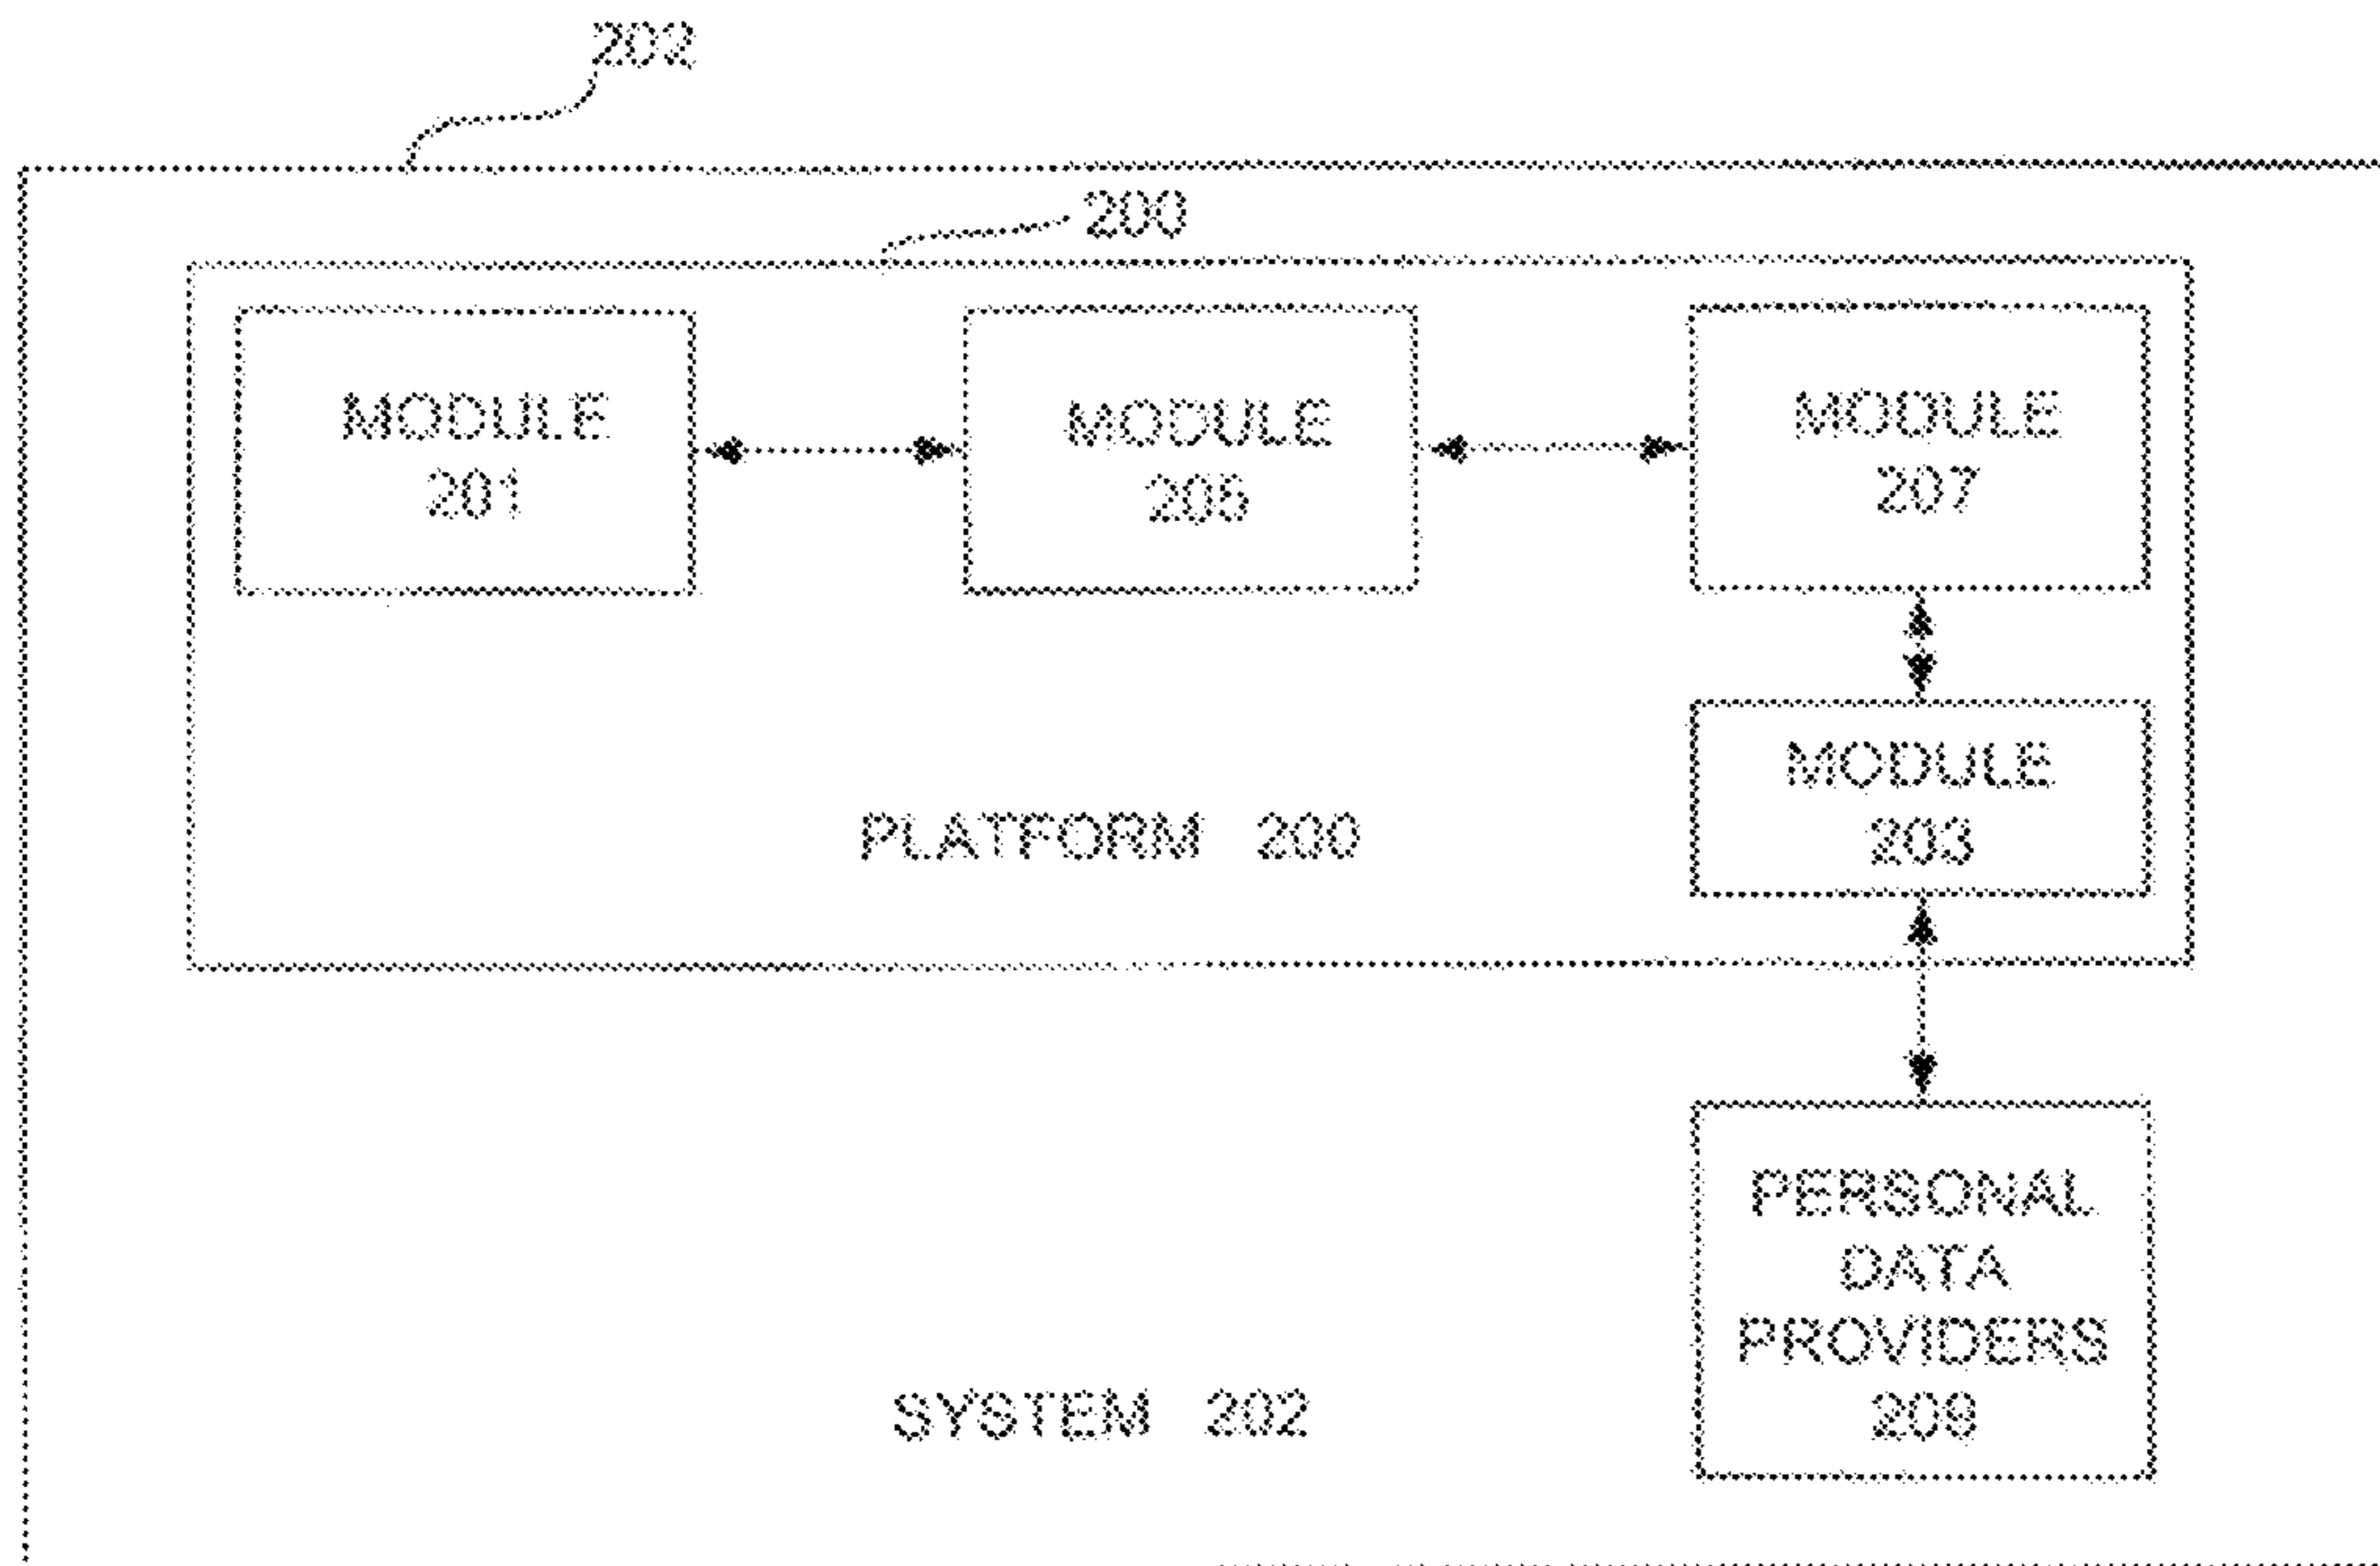 202
200
MODULE
201
MODULE
205
MODULE
207
MODULE
203
PLATFORM 200
PERSONAL
DATA
PROVIDERS
209
SYSTEM 202